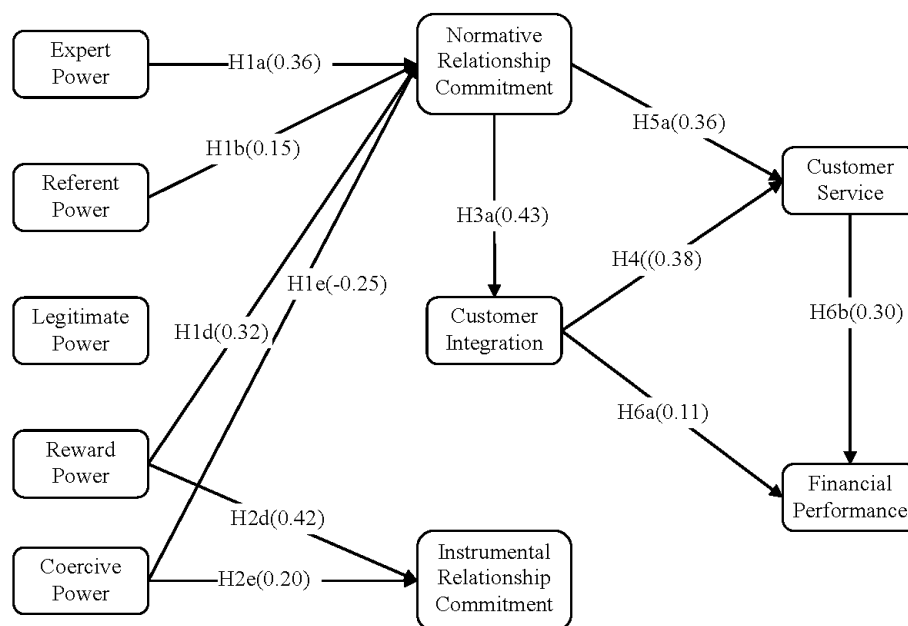 Expert
Power
H1a(0.36)
Normative
Relationship
Commitment
H5a(0.36)
Referent
Power
H1b(0.15)
Customer
Service
H3a(0.43)
H4((0.38)
H1e(-0.25)
Legitimate
Power
H1d(0.32)
Customer
Integration
H6b(0.30)
H6a(0.11)
Reward
Power
H2d(0.42)
Financial
Performance
Coercive
Power
H2e(0.20)
Instrumental
Relationship
Commitment